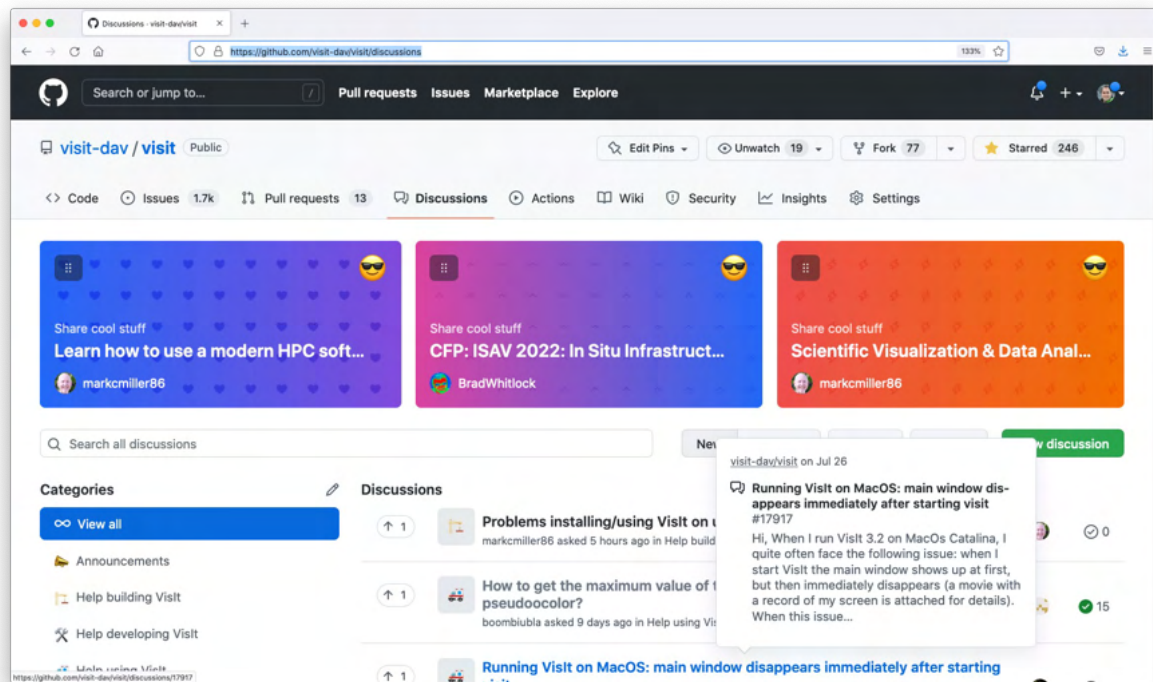 Discussions · visit-dav/visit
https://github.com/visit-dav/visit/discussions
133%
Search or jump to...
/
Pull requests Issues Marketplace Explore
visit-dav / visit Public
Edit Pins Unwatch 19 Fork 77 Starred 246
Code Issues 1.7k Pull requests 13 Discussions Actions Wiki Security Insights Settings
Share cool stuff
Learn how to use a modern HPC soft...
markcmiller86
Share cool stuff
CFP: ISAV 2022: In Situ Infrastruct...
BradWhitlock
Share cool stuff
Scientific Visualization & Data Anal...
markcmiller86
Search all discussions
discussion
visit-dav/visit on Jul 26
Running VisIt on MacOS: main window dis-
appears immediately after starting visit
#17917
Hi, When I run VisIt 3.2 on MacOs Catalina, I
quite often face the following issue: when I
start VisIt the main window shows up at first,
but then immediately disappears (a movie with
a record of my screen is attached for details).
When this issue...
Categories
View all
Announcements
Help building VisIt
Help developing VisIt
Help using VisIt
Discussions
1
Problems installing/using VisIt on
markcmiller86 asked 5 hours ago in Help build
0
1
How to get the maximum value of
pseudoocolor?
boombiubla asked 9 days ago in Help using
15
1
Running VisIt on MacOS: main window disappears immediately after starting
https://github.com/visit-dav/visit/discussions/17917